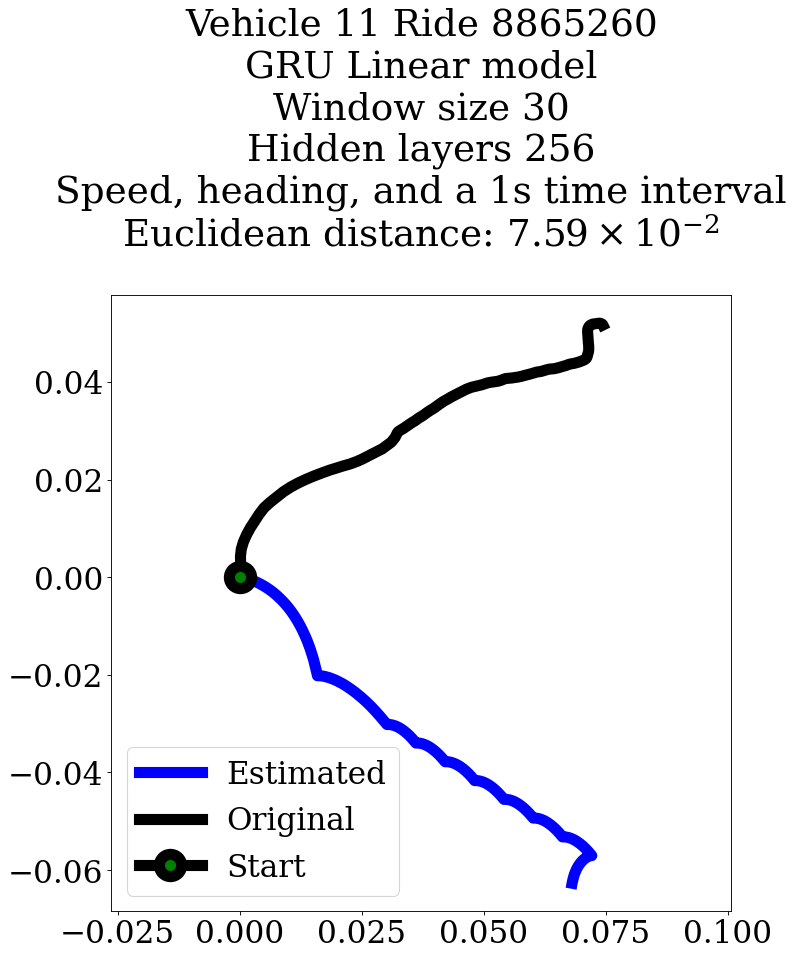 Vehicle 11 Ride 8865260
GRU Linear model
Window size 30
Hidden layers 256
Speed, heading, and a 1s time interval
Euclidean distance: 7.59 × 10⁻²
0.04
0.02
0.00
−0.02
−0.04
−0.06
Estimated
Original
Start
−0.025 0.000 0.025 0.050 0.075 0.100